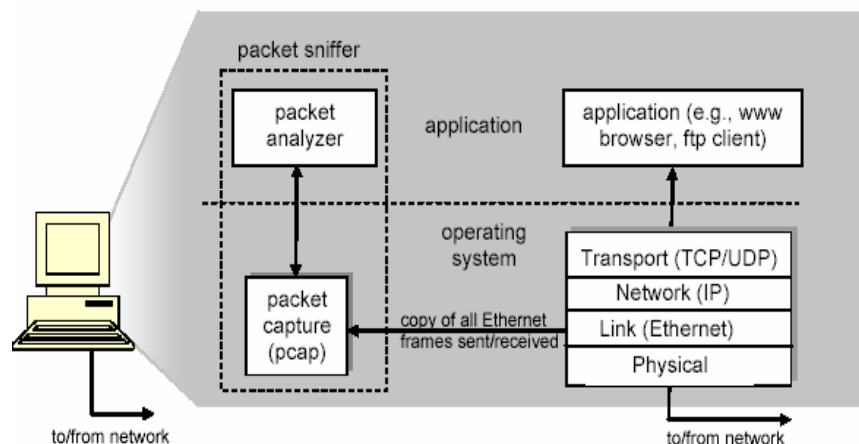 packet sniffer
packet
analyzer
application
application (e.g., www
browser, ftp client)
operating
system
packet
capture
(pcap)
copy of all Ethernet
frames sent/received
Transport (TCP/UDP)
Network (IP)
Link (Ethernet)
Physical
to/from network
to/from network